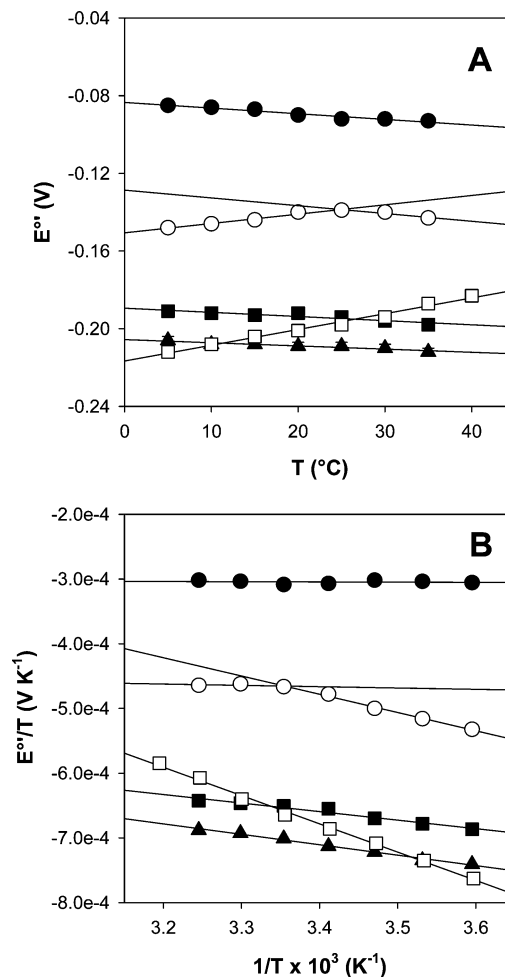 A
-0.04
-0.08
-0.12
-0.16
-0.20
-0.24
E°' (V)
0 10 20 30 40
T (°C)
B
-2.0e-4
-3.0e-4
-4.0e-4
-5.0e-4
-6.0e-4
-7.0e-4
-8.0e-4
E°'/T (V K-1)
3.2 3.3 3.4 3.5 3.6
1/T x 10³ (K-1)